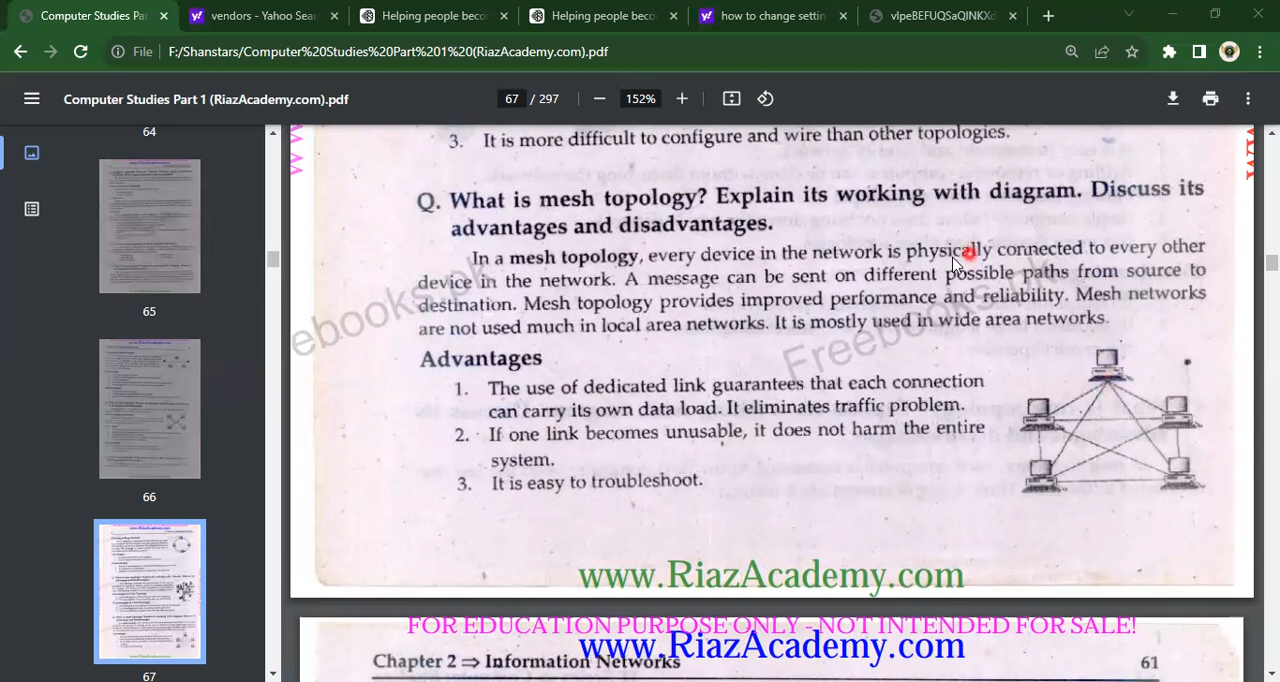 Computer Studies Par
vendors - Yahoo Sear
Helping people beco
Helping people beco
how to change settin
vlpeBEFUQSaQlNKXd
File F:/Shanstars/Computer%20Studies%20Part%201%20(RiazAcademy.com).pdf
Computer Studies Part 1 (RiazAcademy.com).pdf
67 / 297
152%
64
65
66
67
3. It is more difficult to configure and wire than other topologies.
Q. What is mesh topology? Explain its working with diagram. Discuss its
advantages and disadvantages.
In a mesh topology, every device in the network is physically connected to every other
device in the network. A message can be sent on different possible paths from source to
destination. Mesh topology provides improved performance and reliability. Mesh networks
are not used much in local area networks. It is mostly used in wide area networks.
Advantages
1. The use of dedicated link guarantees that each connection
can carry its own data load. It eliminates traffic problem.
2. If one link becomes unusable, it does not harm the entire
system.
3. It is easy to troubleshoot.
ebooks.pk
Freebooks.pk
www.RiazAcademy.com
FOR EDUCATION PURPOSE ONLY - NOT INTENDED FOR SALE!
www.RiazAcademy.com
Chapter 2 ⇒ Information Networks 61